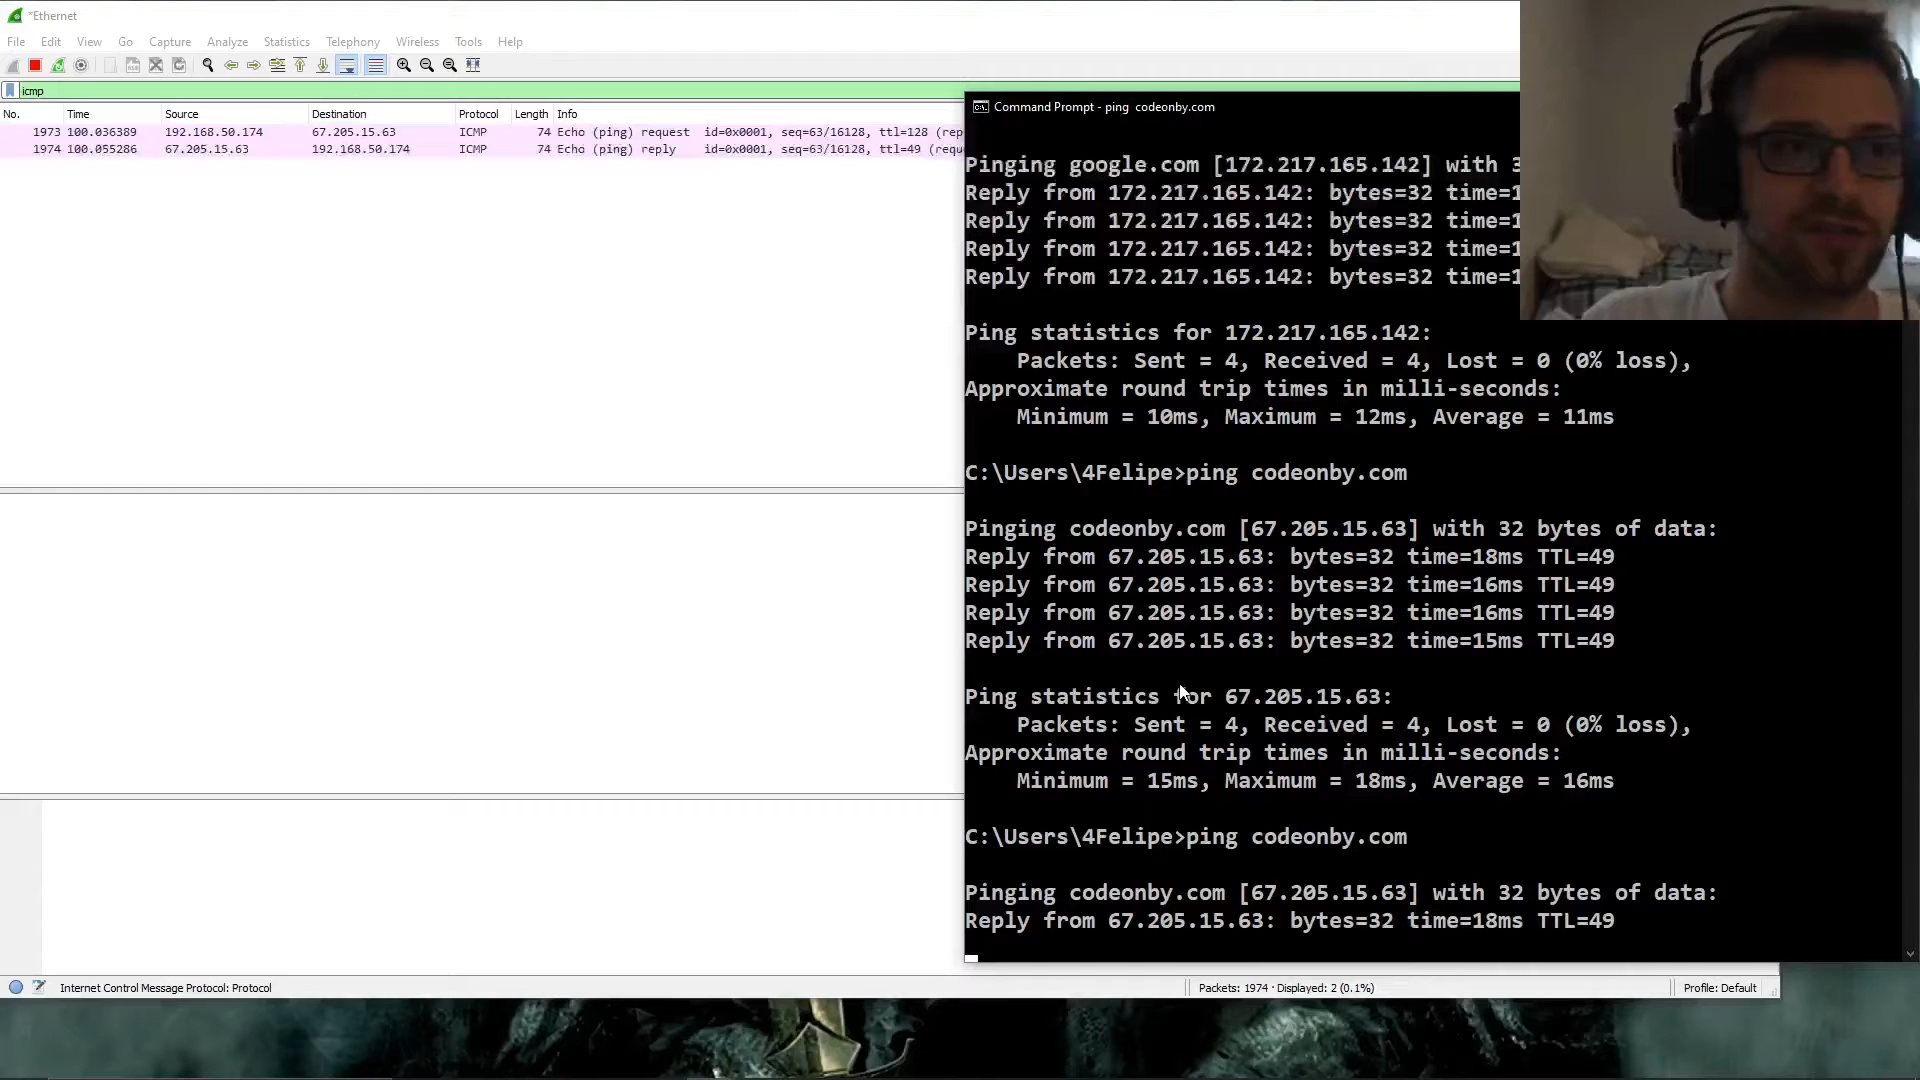 *Ethernet
File Edit View Go Capture Analyze Statistics Telephony Wireless Tools Help
icmp
No. Time Source Destination Protocol Length Info
1973 100.036389 192.168.50.174 67.205.15.63 ICMP 74 Echo (ping) request id=0x0001, seq=63/16128, ttl=128 (rep
1974 100.055286 67.205.15.63 192.168.50.174 ICMP 74 Echo (ping) reply id=0x0001, seq=63/16128, ttl=49 (requ
Command Prompt - ping codeonby.com
Pinging google.com [172.217.165.142] with 3
Reply from 172.217.165.142: bytes=32 time=1
Reply from 172.217.165.142: bytes=32 time=1
Reply from 172.217.165.142: bytes=32 time=1
Reply from 172.217.165.142: bytes=32 time=1
Ping statistics for 172.217.165.142:
Packets: Sent = 4, Received = 4, Lost = 0 (0% loss),
Approximate round trip times in milli-seconds:
Minimum = 10ms, Maximum = 12ms, Average = 11ms
C:\Users\4Felipe>ping codeonby.com
Pinging codeonby.com [67.205.15.63] with 32 bytes of data:
Reply from 67.205.15.63: bytes=32 time=18ms TTL=49
Reply from 67.205.15.63: bytes=32 time=16ms TTL=49
Reply from 67.205.15.63: bytes=32 time=16ms TTL=49
Reply from 67.205.15.63: bytes=32 time=15ms TTL=49
Ping statistics for 67.205.15.63:
Packets: Sent = 4, Received = 4, Lost = 0 (0% loss),
Approximate round trip times in milli-seconds:
Minimum = 15ms, Maximum = 18ms, Average = 16ms
C:\Users\4Felipe>ping codeonby.com
Pinging codeonby.com [67.205.15.63] with 32 bytes of data:
Reply from 67.205.15.63: bytes=32 time=18ms TTL=49
Internet Control Message Protocol: Protocol
Packets: 1974 · Displayed: 2 (0.1%)
Profile: Default